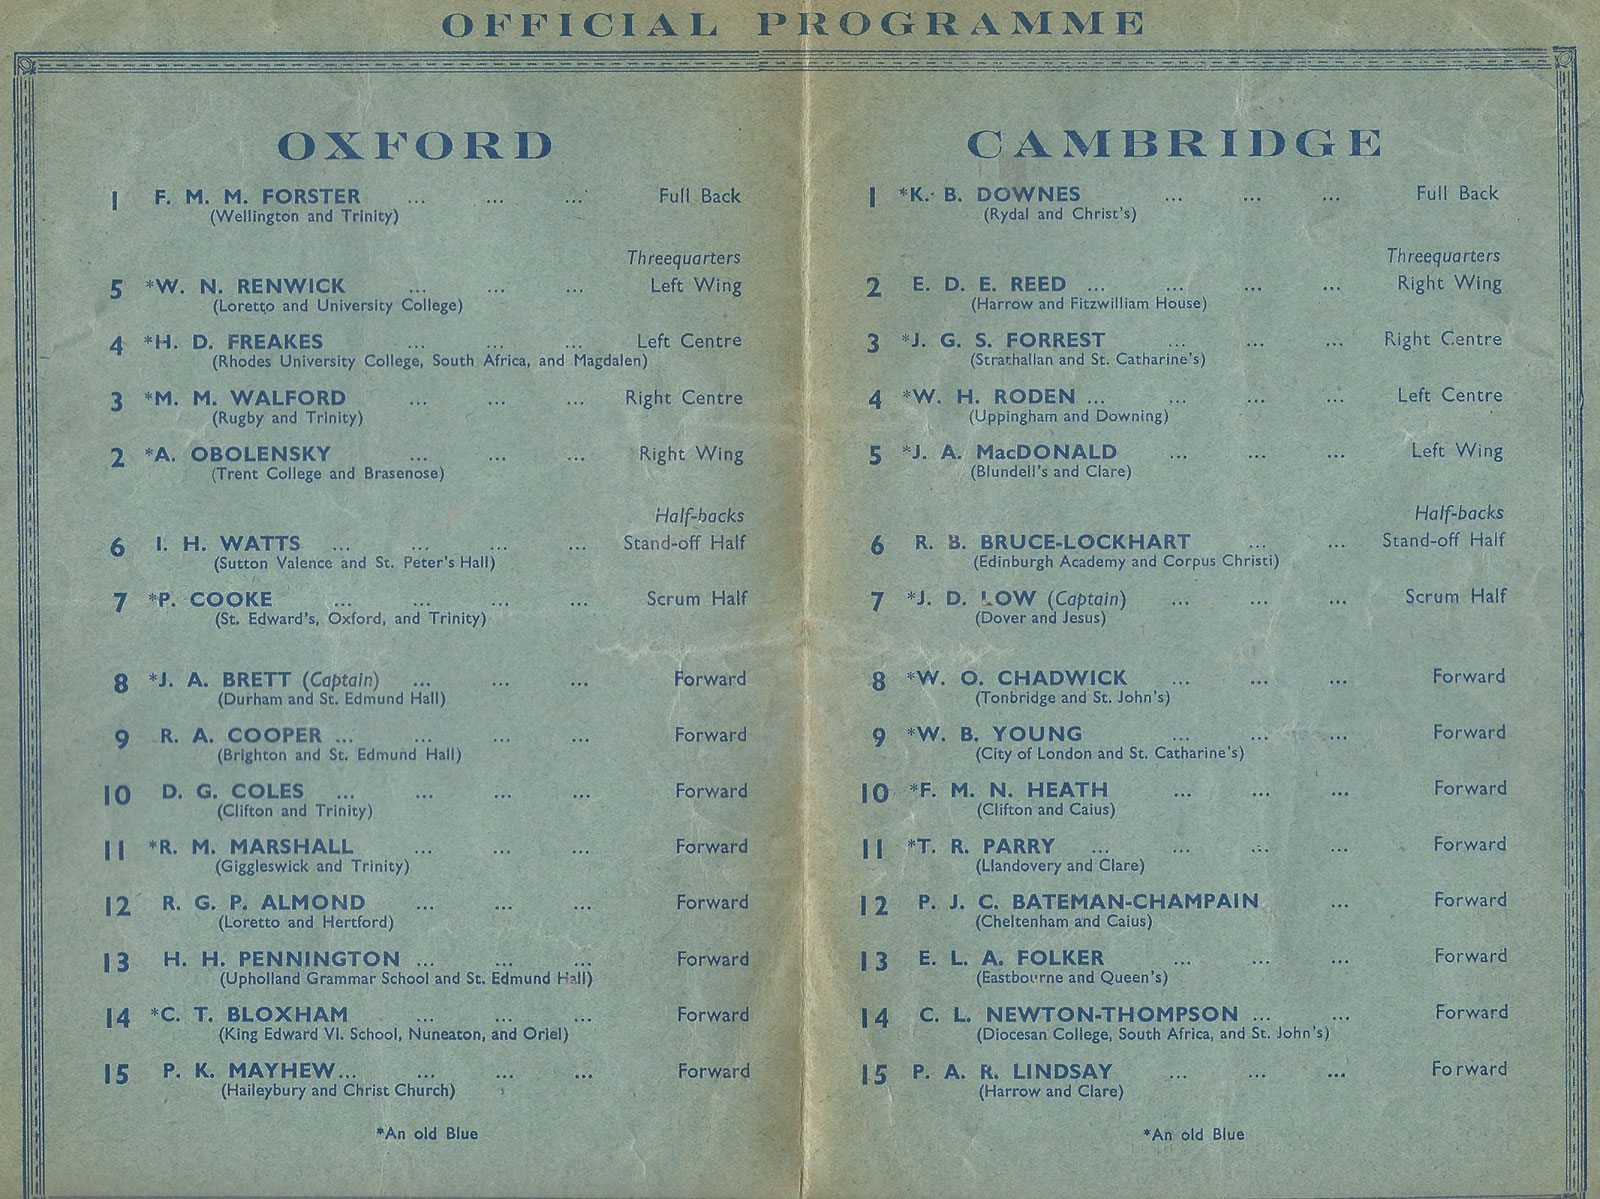 OFFICIAL PROGRAMME
OXFORD
1 F. M. M. FORSTER ... ... ... Full Back
(Wellington and Trinity)
Threequarters
5 *W. N. RENWICK ... ... ... Left Wing
(Loretto and University College)
4 *H. D. FREAKES ... ... ... Left Centre
(Rhodes University College, South Africa, and Magdalen)
3 *M. M. WALFORD ... ... ... Right Centre
(Rugby and Trinity)
2 *A. OBOLENSKY ... ... ... Right Wing
(Trent College and Brasenose)
Half-backs
6 I. H. WATTS ... ... ... ... Stand-off Half
(Sutton Valence and St. Peter's Hall)
7 *P. COOKE ... ... ... ... Scrum Half
(St. Edward's, Oxford, and Trinity)
8 *J. A. BRETT (Captain) ... ... ... Forward
(Durham and St. Edmund Hall)
9 R. A. COOPER ... ... ... ... Forward
(Brighton and St. Edmund Hall)
10 D. G. COLES ... ... ... ... Forward
(Clifton and Trinity)
11 *R. M. MARSHALL ... ... ... Forward
(Giggleswick and Trinity)
12 R. G. P. ALMOND ... ... ... Forward
(Loretto and Hertford)
13 H. H. PENNINGTON ... ... ... Forward
(Upholland Grammar School and St. Edmund Hall)
14 *C. T. BLOXHAM ... ... ... Forward
(King Edward VI. School, Nuneaton, and Oriel)
15 P. K. MAYHEW... ... ... ... Forward
(Haileybury and Christ Church)
*An old Blue
CAMBRIDGE
1 *K. B. DOWNES ... ... ... Full Back
(Rydal and Christ's)
Threequarters
2 E. D. E. REED ... ... ... ... Right Wing
(Harrow and Fitzwilliam House)
3 *J. G. S. FORREST ... ... ... Right Centre
(Strathallan and St. Catharine's)
4 *W. H. RODEN ... ... ... ... Left Centre
(Uppingham and Downing)
5 *J. A. MacDONALD ... ... ... Left Wing
(Blundell's and Clare)
Half-backs
6 R. B. BRUCE-LOCKHART ... ... Stand-off Half
(Edinburgh Academy and Corpus Christi)
7 *J. D. LOW (Captain) ... ... ... Scrum Half
(Dover and Jesus)
8 *W. O. CHADWICK ... ... ... Forward
(Tonbridge and St. John's)
9 *W. B. YOUNG ... ... ... Forward
(City of London and St. Catharine's)
10 *F. M. N. HEATH ... ... ... Forward
(Clifton and Caius)
11 *T. R. PARRY ... ... ... ... Forward
(Llandovery and Clare)
12 P. J. C. BATEMAN-CHAMPAIN ... Forward
(Cheltenham and Caius)
13 E. L. A. FOLKER ... ... ... Forward
(Eastbourne and Queen's)
14 C. L. NEWTON-THOMPSON ... ... Forward
(Diocesan College, South Africa, and St. John's)
15 P. A. R. LINDSAY ... ... ... Forward
(Harrow and Clare)
*An old Blue